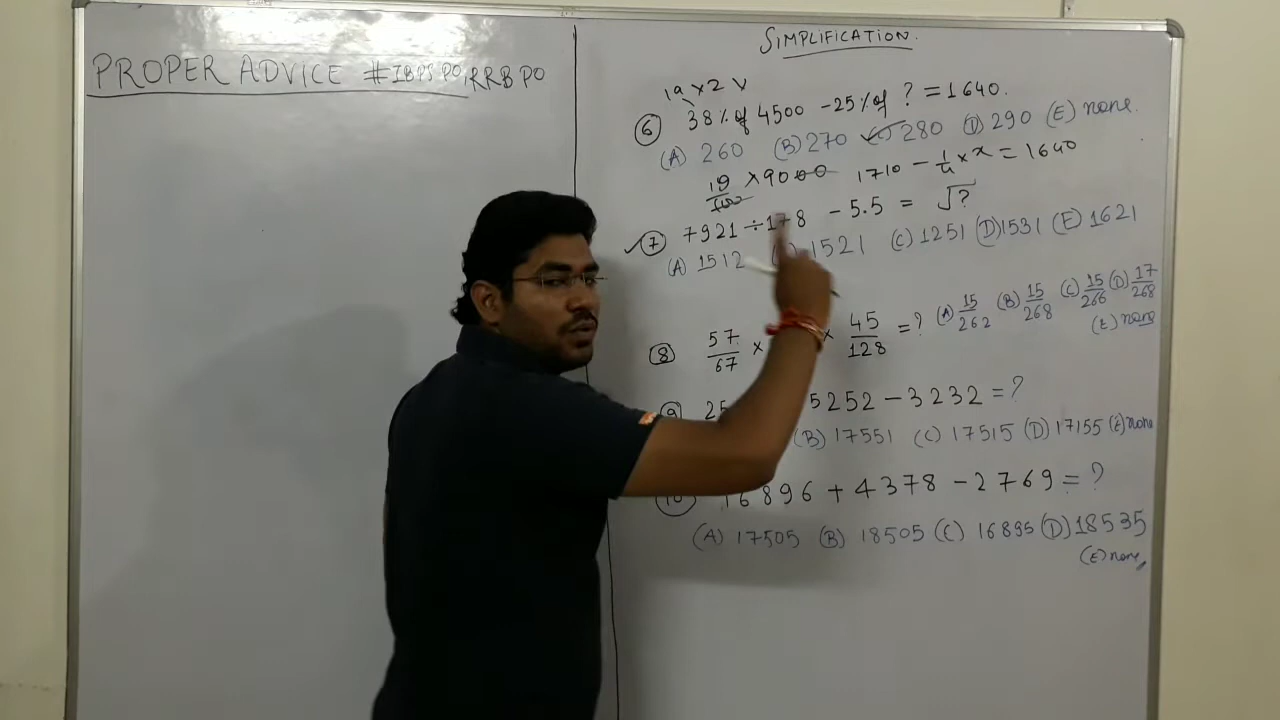 PROPER ADVICE #IBPS PO, RRB PO
SIMPLIFICATION.
19 × 2 ×
6 38% of 4500 - 25% of ? = 1640.
(A) 260 (B) 270 (C) 280 (D) 290 (E) none.
19/100 × 9000 1710 - 1/4 × x = 1640
7 7921 ÷ 178 - 5.5 = √?
(A) 1512 1521 (C) 1251 (D) 1531 (E) 1621
8 57/67 × × 45/128 = ? (A) 15/262 (B) 15/268 (C) 15/266 (D) 17/268
(E) none
9 25 5252 - 3232 = ?
(B) 17551 (C) 17515 (D) 17155 (E) none
10 16896 + 4378 - 2769 = ?
(A) 17505 (B) 18505 (C) 16895 (D) 18535
(E) none,